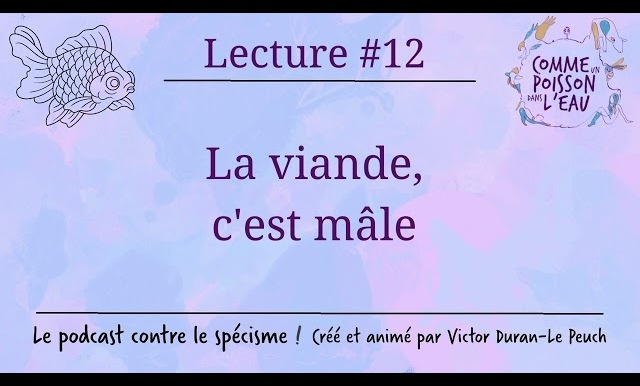 Lecture #12
COMME UN
POISSON
DANS L'EAU
La viande,
c'est mâle
Le podcast contre le spécisme ! Créé et animé par Victor Duran-Le Peuch